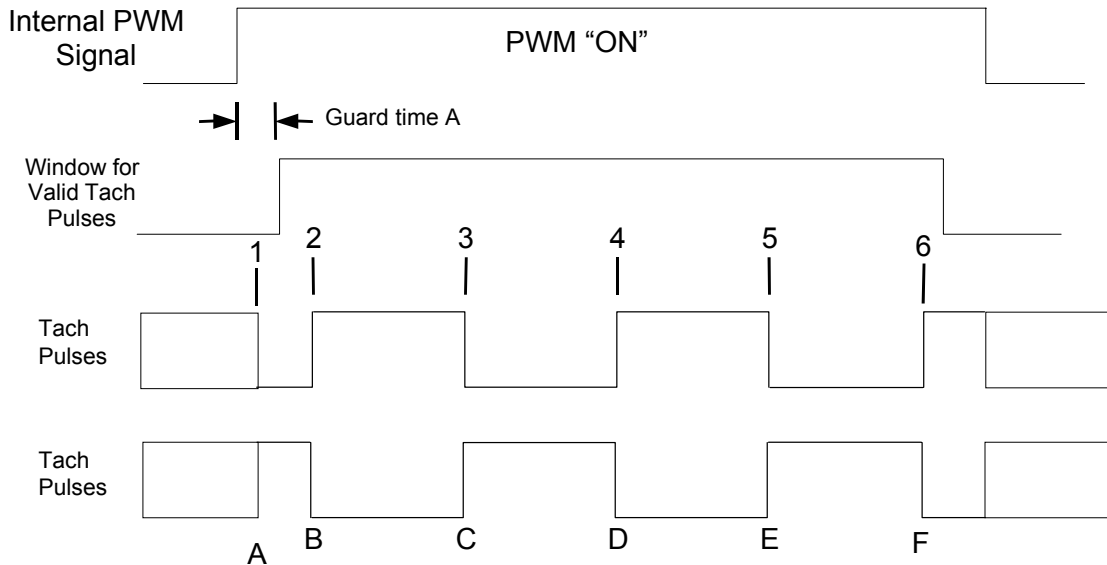 Internal PWM
Signal
PWM “ON”
Guard time A
Window for
Valid Tach
Pulses
1 2 3 4 5 6
Tach
Pulses
Tach
Pulses
A B C D E F